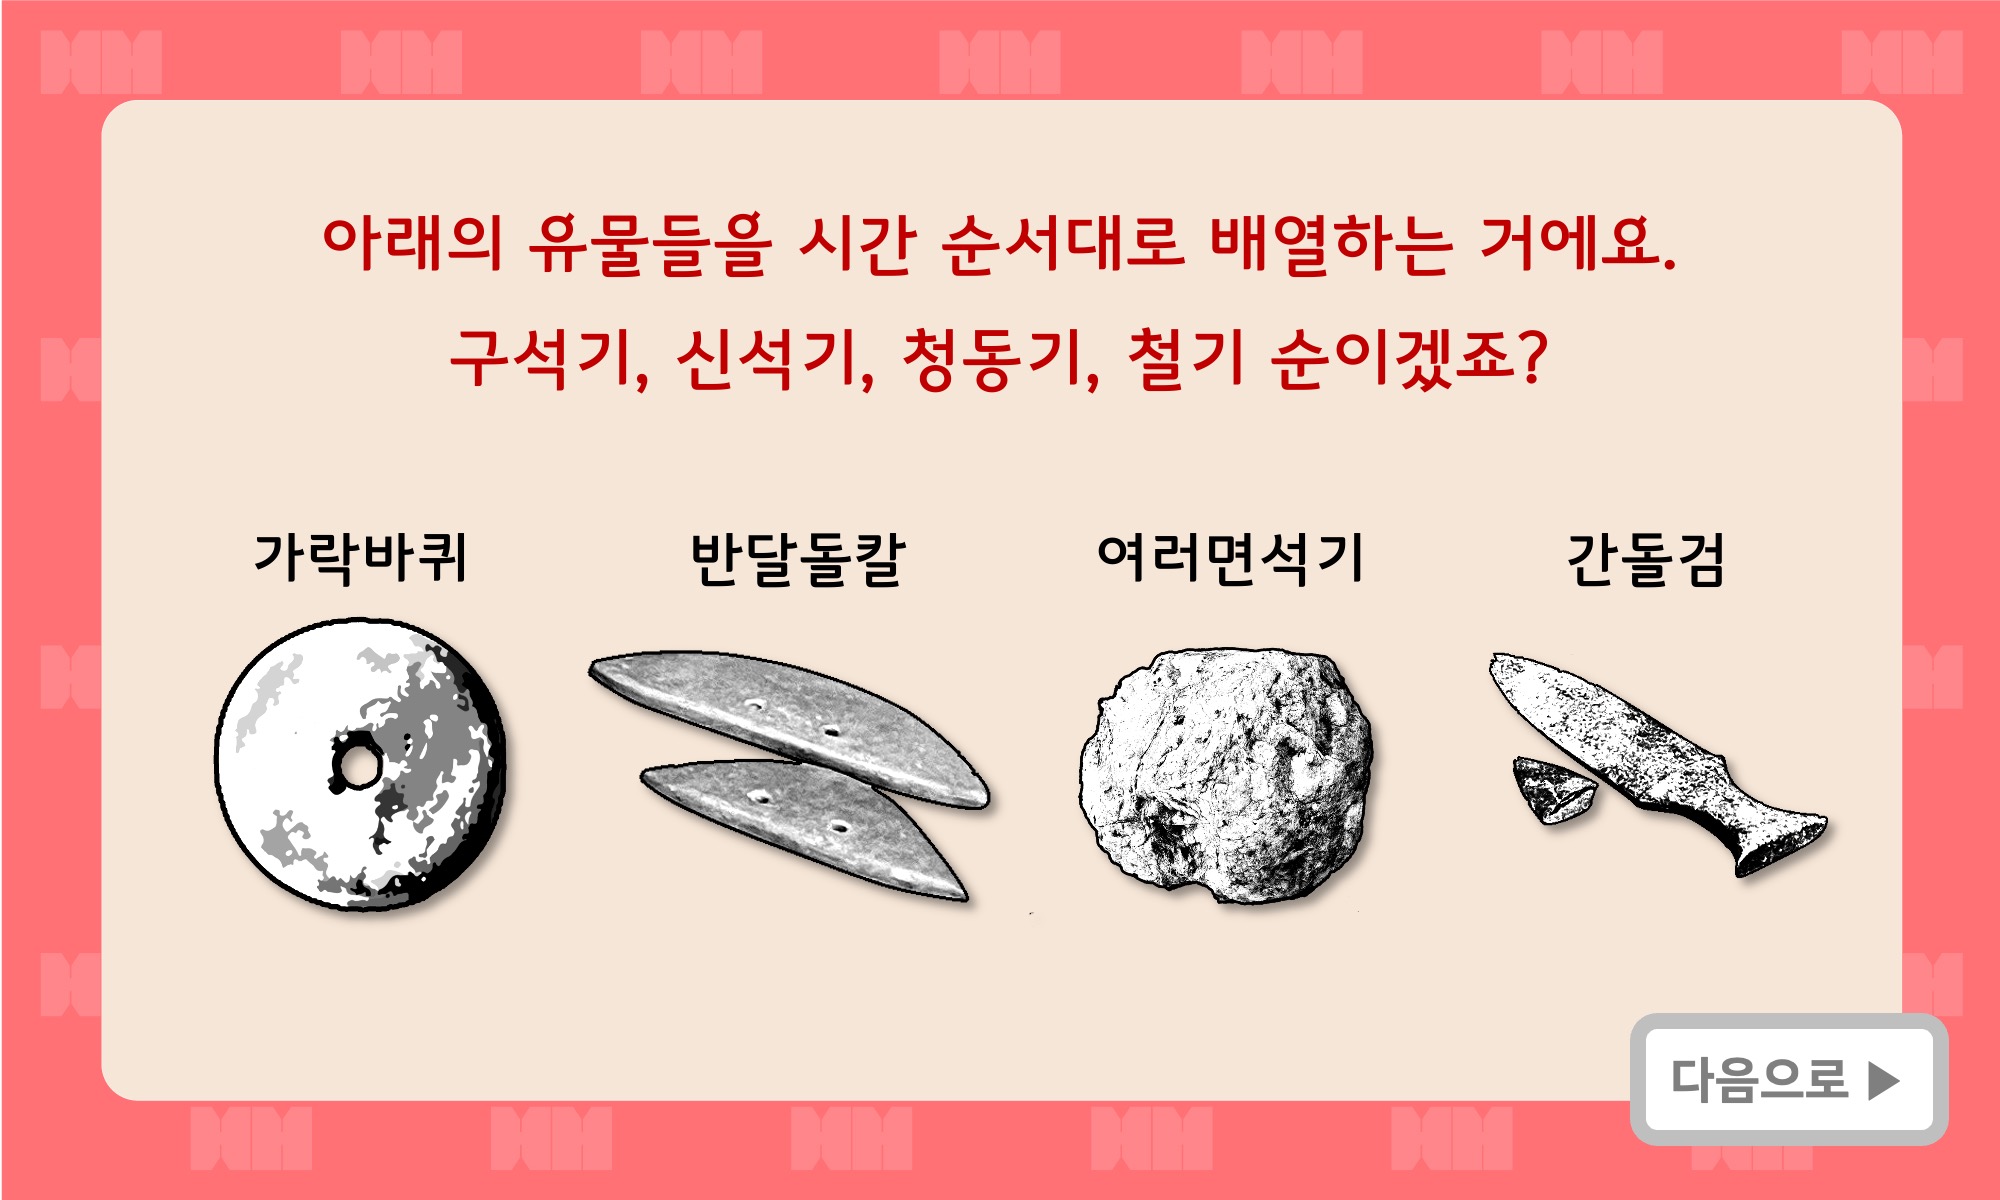 아래의 유물들을 시간 순서대로 배열하는 거에요.
구석기, 신석기, 청동기, 철기 순이겠죠?
가락바퀴 반달돌칼 여러면석기 간돌검
다음으로 ▶